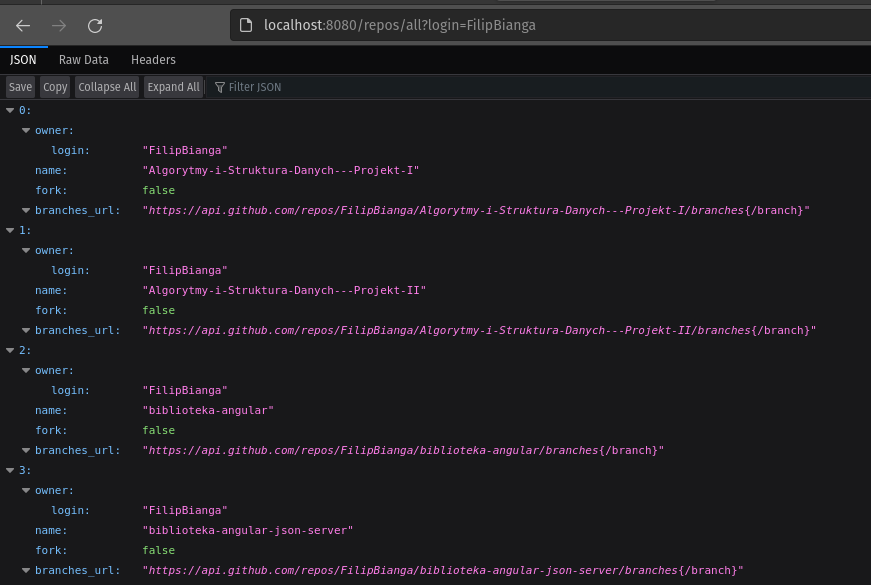 localhost:8080/repos/all?login=FilipBianga
JSON Raw Data Headers
Save Copy Collapse All Expand All Filter JSON
0:
owner:
login: "FilipBianga"
name: "Algorytmy-i-Struktura-Danych---Projekt-I"
fork: false
branches_url: "https://api.github.com/repos/FilipBianga/Algorytmy-i-Struktura-Danych---Projekt-I/branches{/branch}"
1:
owner:
login: "FilipBianga"
name: "Algorytmy-i-Struktura-Danych---Projekt-II"
fork: false
branches_url: "https://api.github.com/repos/FilipBianga/Algorytmy-i-Struktura-Danych---Projekt-II/branches{/branch}"
2:
owner:
login: "FilipBianga"
name: "biblioteka-angular"
fork: false
branches_url: "https://api.github.com/repos/FilipBianga/biblioteka-angular/branches{/branch}"
3:
owner:
login: "FilipBianga"
name: "biblioteka-angular-json-server"
fork: false
branches_url: "https://api.github.com/repos/FilipBianga/biblioteka-angular-json-server/branches{/branch}"